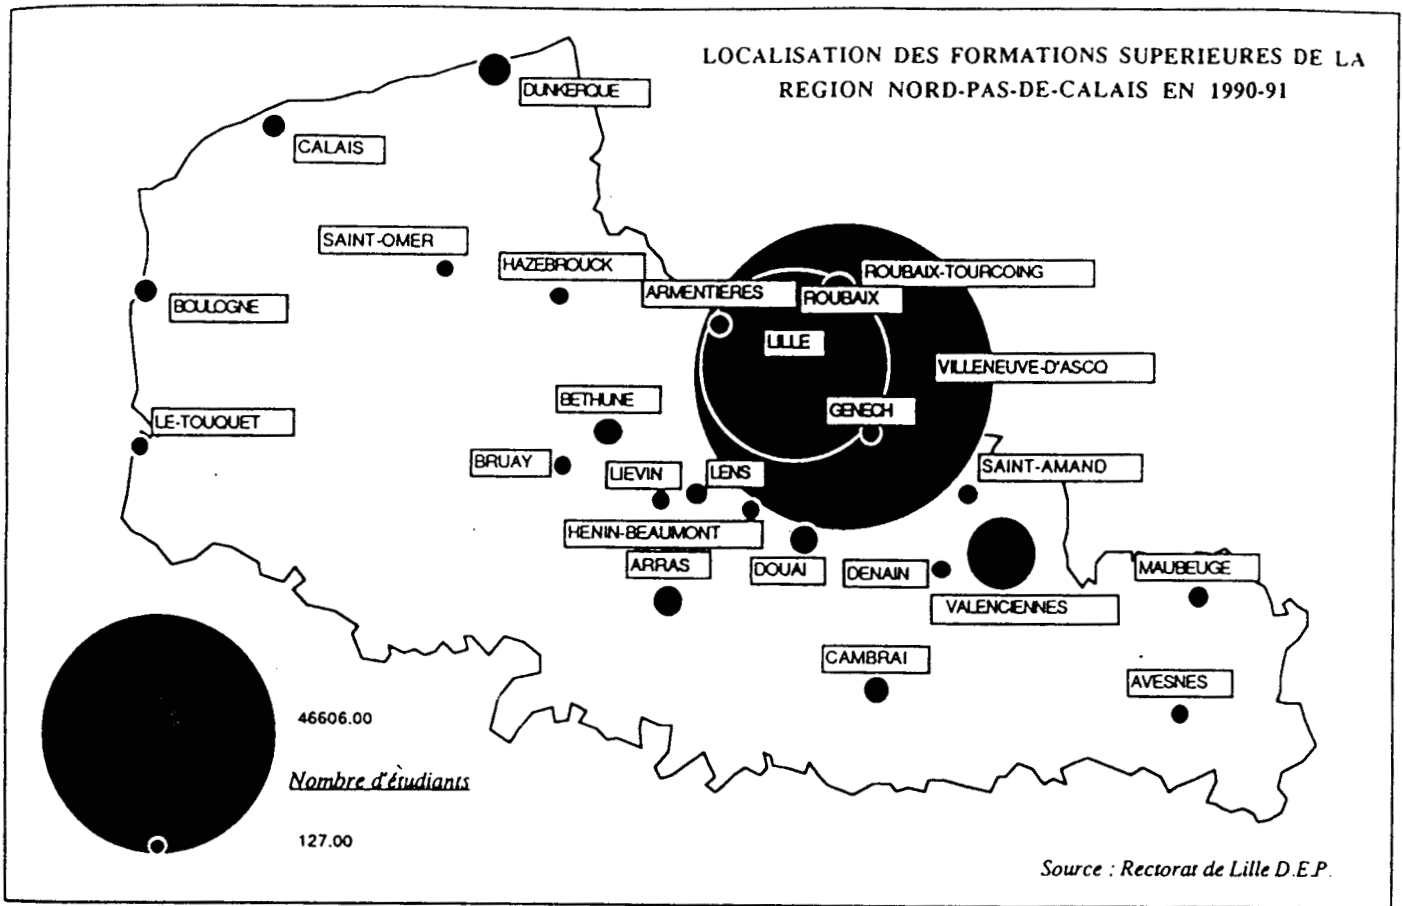 LOCALISATION DES FORMATIONS SUPERIEURES DE LA
REGION NORD-PAS-DE-CALAIS EN 1990-91
DUNKERQUE
CALAIS
SAINT-OMER
HAZEBROUCK
ROUBAIX-TOURCOING
ARMENTIERES
ROUBAIX
BOULOGNE
LILLE
VILLENEUVE-D'ASCQ
BETHUNE
GENECH
LE-TOUQUET
BRUAY
LIEVIN
LENS
SAINT-AMAND
HENIN-BEAUMONT
ARRAS
DOUAI
DENAIN
MAUBEUGE
VALENCIENNES
CAMBRAI
AVESNES
46606.00
Nombre d'ètudiants
127.00
Source : Rectorat de Lille D.E.P.